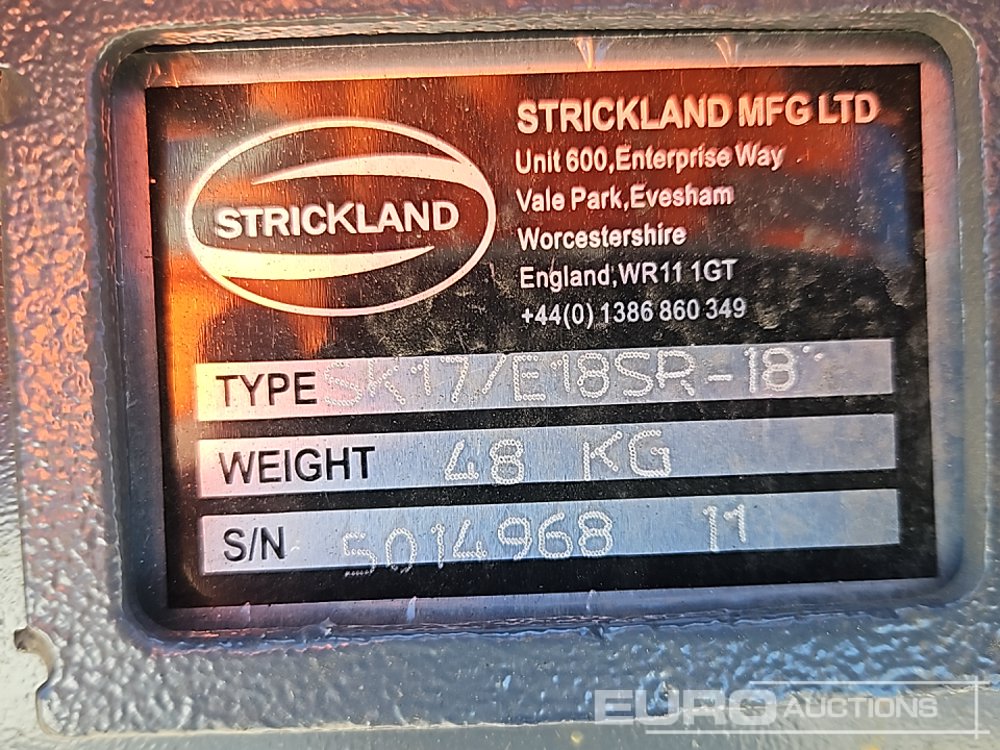 STRICKLAND
STRICKLAND MFG LTD
Unit 600,Enterprise Way
Vale Park,Evesham
Worcestershire
England,WR11 1GT
+44(0) 1386 860 349
TYPE SK17/E18SR-18"
WEIGHT 48 KG
S/N 5014968 11
EURO AUCTIONS